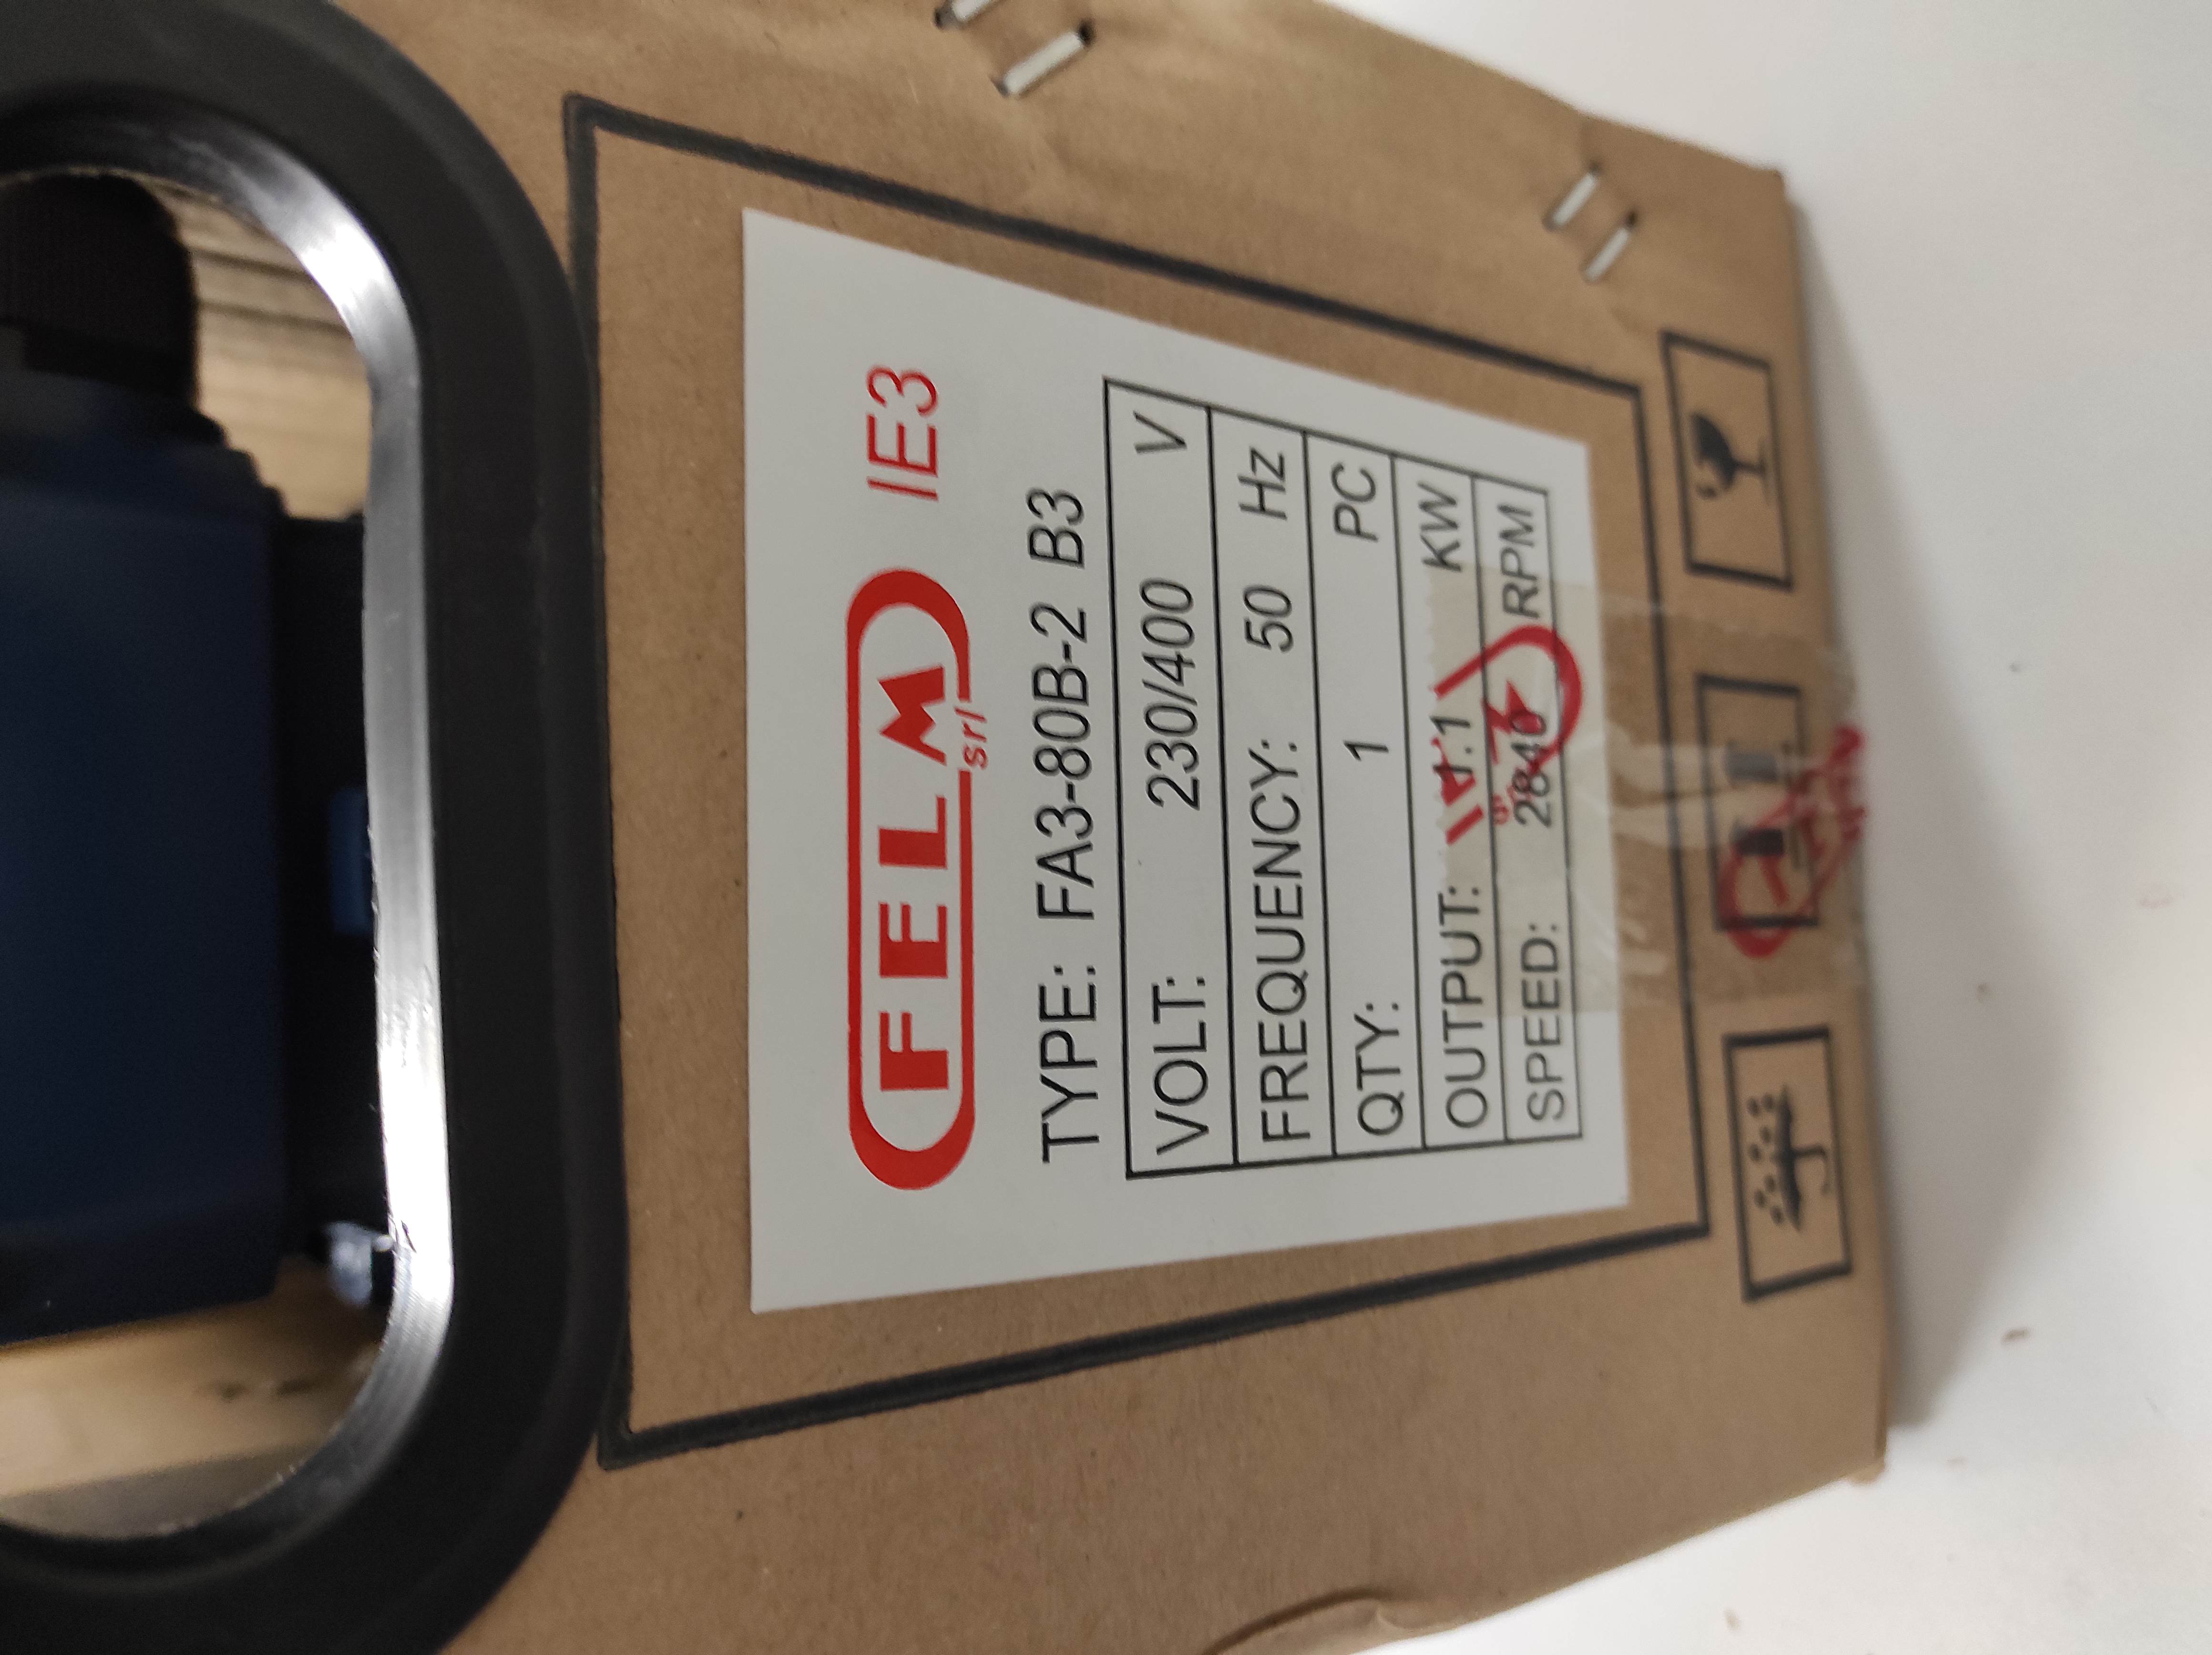 FELM srl IE3
TYPE: FA3-80B-2 B3
VOLT: 230/400 V
FREQUENCY: 50 Hz
QTY: 1 PC
OUTPUT: 1.1 KW
SPEED: 2840 RPM